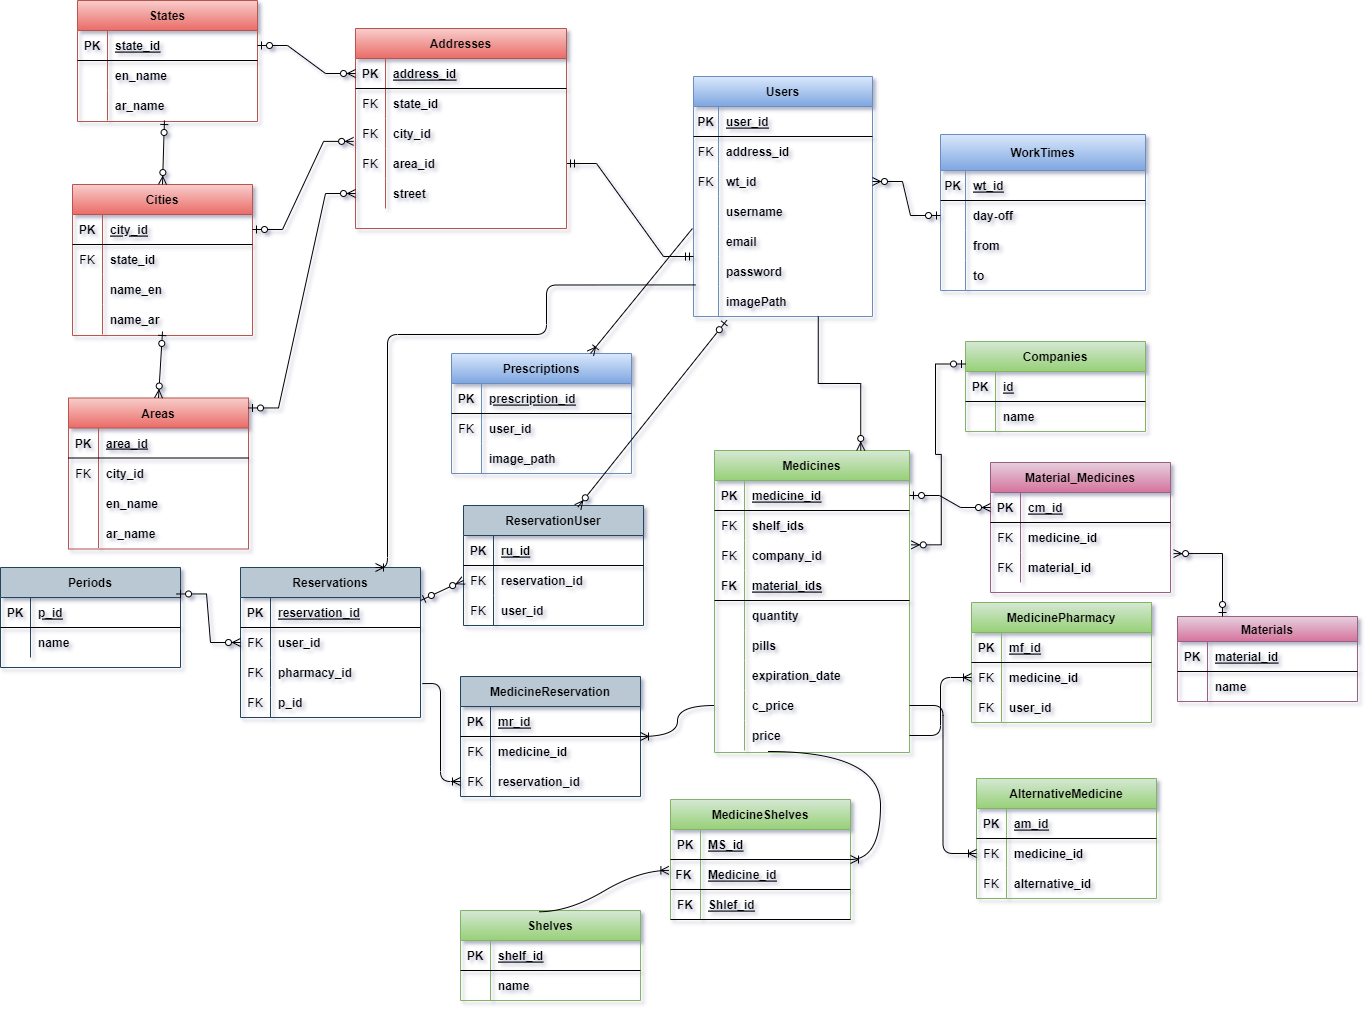 States
PK state_id
en_name
ar_name
Addresses
PK address_id
FK state_id
FK city_id
FK area_id
street
Users
PK user_id
FK address_id
FK wt_id
username
email
password
imagePath
WorkTimes
PK wt_id
day-off
from
to
Cities
PK city_id
FK state_id
name_en
name_ar
Prescriptions
PK prescription_id
FK user_id
image_path
Companies
PK id
name
Areas
PK area_id
FK city_id
en_name
ar_name
Medicines
PK medicine_id
FK shelf_ids
FK company_id
FK material_ids
quantity
pills
expiration_date
c_price
price
Material_Medicines
PK cm_id
FK medicine_id
FK material_id
ReservationUser
PK ru_id
FK reservation_id
FK user_id
Periods
PK p_id
name
Reservations
PK reservation_id
FK user_id
FK pharmacy_id
FK p_id
MedicinePharmacy
PK mf_id
FK medicine_id
FK user_id
Materials
PK material_id
name
MedicineReservation
PK mr_id
FK medicine_id
FK reservation_id
AlternativeMedicine
PK am_id
FK medicine_id
FK alternative_id
MedicineShelves
PK MS_id
FK Medicine_id
FK Shlef_id
Shelves
PK shelf_id
name